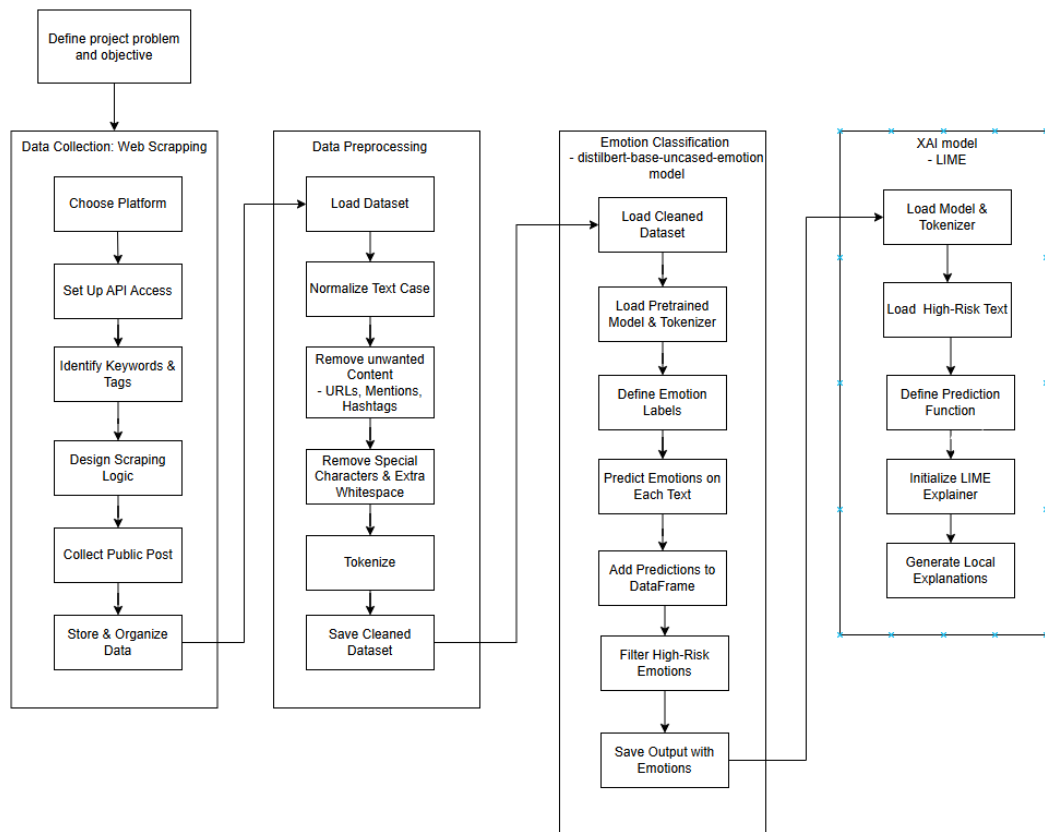 Define project problem
and objective
Data Collection: Web Scrapping
Choose Platform
Set Up API Access
Identify Keywords &
Tags
Design Scraping
Logic
Collect Public Post
Store & Organize
Data
Data Preprocessing
Load Dataset
Normalize Text Case
Remove unwanted
Content
- URLs, Mentions,
Hashtags
Remove Special
Characters & Extra
Whitespace
Tokenize
Save Cleaned
Dataset
Emotion Classification
- distilbert-base-uncased-emotion
model
Load Cleaned
Dataset
Load Pretrained
Model & Tokenizer
Define Emotion
Labels
Predict Emotions on
Each Text
Add Predictions to
DataFrame
Filter High-Risk
Emotions
Save Output with
Emotions
XAI model
- LIME
Load Model &
Tokenizer
Load High-Risk Text
Define Prediction
Function
Initialize LIME
Explainer
Generate Local
Explanations